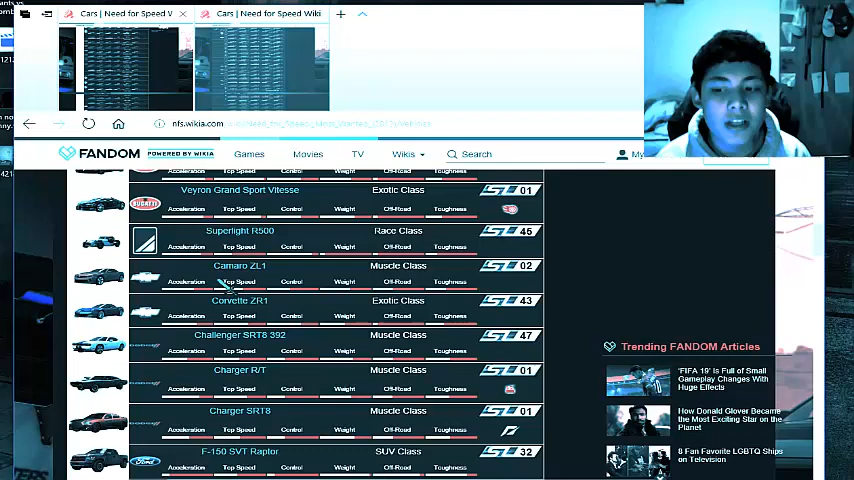 Cars | Need for Speed W
Cars | Need for Speed Wiki
nfs.wikia.com
FANDOM
POWERED BY WIKIA
Games
Movies
TV
Wikis
Search
My
BUGATTI
Veyron Grand Sport Vitesse
Exotic Class
01
Acceleration Top Speed Control Weight Off-Road Toughness
Superlight R500
Race Class
46
Acceleration Top Speed Control Weight Off-Road Toughness
Camaro ZL1
Muscle Class
02
Acceleration Top Speed Control Weight Off-Road Toughness
Corvette ZR1
Exotic Class
43
Acceleration Top Speed Control Weight Off-Road Toughness
Challenger SRT8 392
Muscle Class
47
Acceleration Top Speed Control Weight Off-Road Toughness
Charger R/T
Muscle Class
01
Acceleration Top Speed Control Weight Off-Road Toughness
Charger SRT8
Muscle Class
01
Acceleration Top Speed Control Weight Off-Road Toughness
Ford
F-150 SVT Raptor
SUV Class
32
Acceleration Top Speed Control Weight Off-Road Toughness
Trending FANDOM Articles
'FIFA 19' Is Full of Small
Gameplay Changes With
Huge Effects
How Donald Glover Became
the Most Exciting Star on the
Planet
8 Fan Favorite LGBTQ Ships
on Television